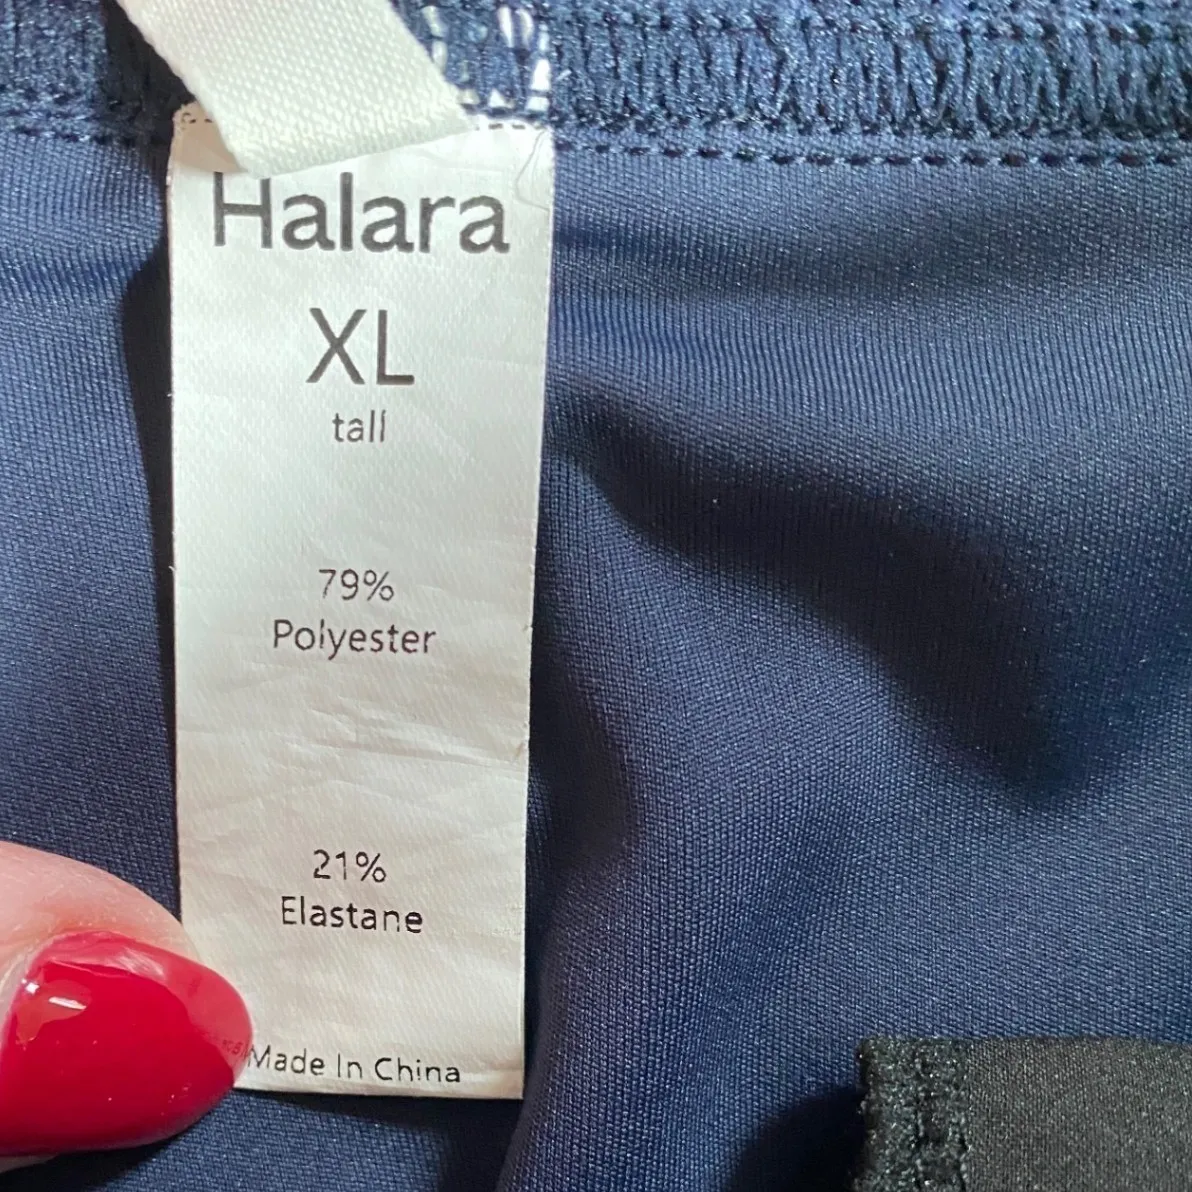 Halara
XL
tall
79%
Polyester
21%
Elastane
Made In China